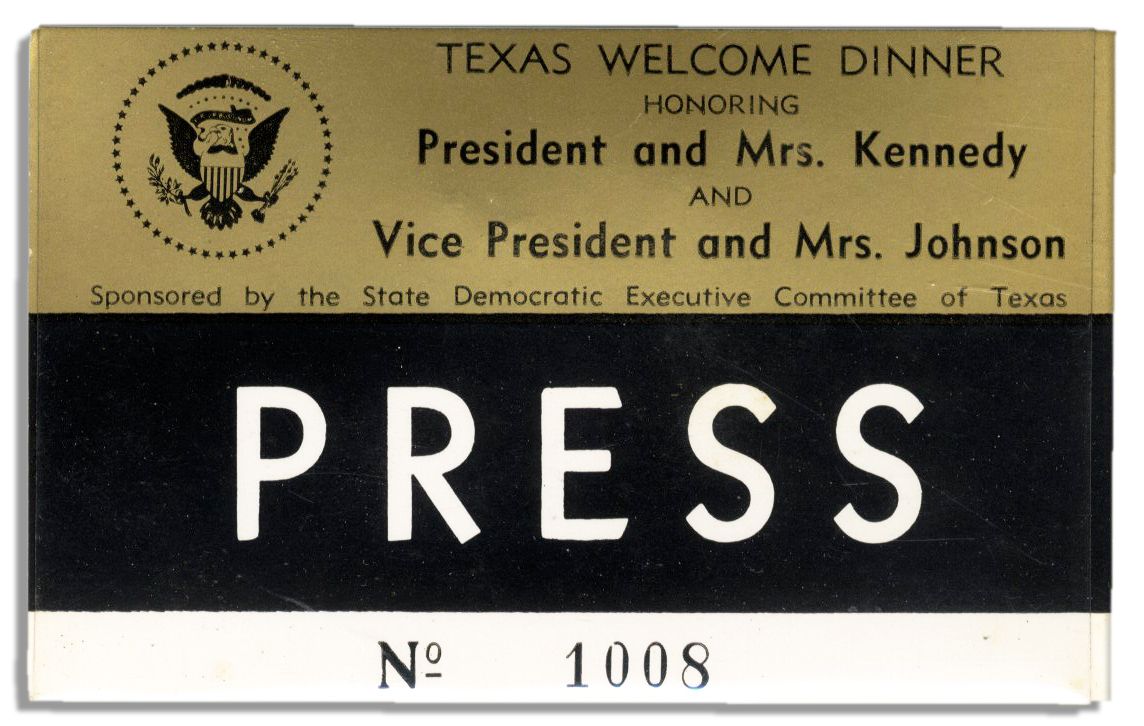 TEXAS WELCOME DINNER
HONORING
President and Mrs. Kennedy
AND
Vice President and Mrs. Johnson
Sponsored by the State Democratic Executive Committee of Texas
PRESS
Nº 1008